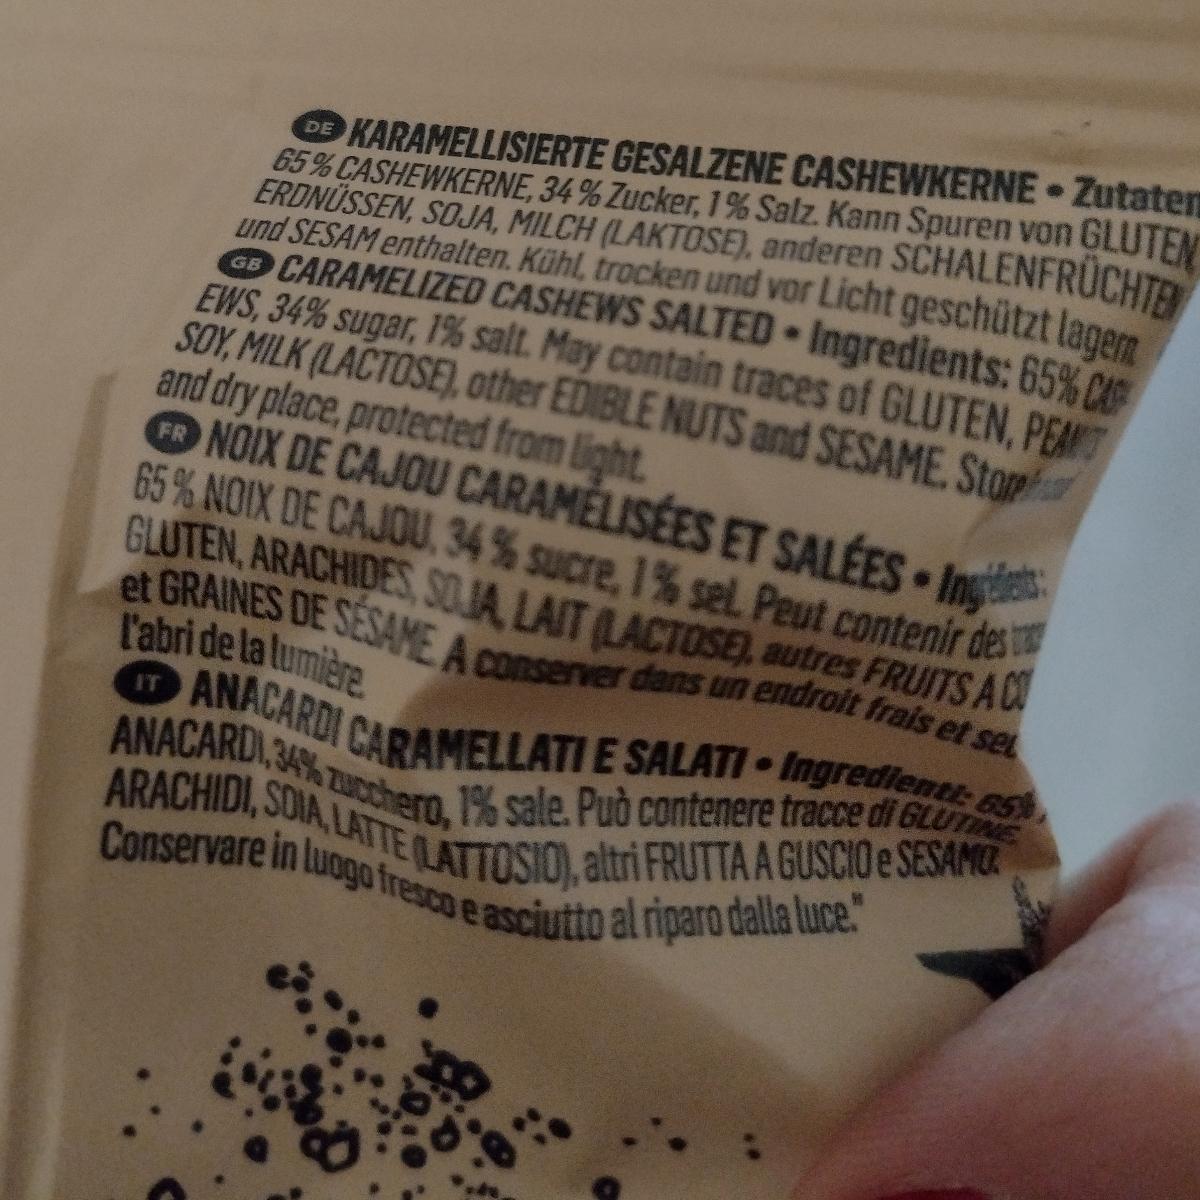 DE KARAMELLISIERTE GESALZENE CASHEWKERNE • Zutaten
65 % CASHEWKERNE, 34 % Zucker, 1 % Salz. Kann Spuren von GLUTEN,
ERDNÜSSEN, SOJA, MILCH (LAKTOSE), anderen SCHALENFRÜCHTEN
und SESAM enthalten. Kühl, trocken und vor Licht geschützt lagern.
GB CARAMELIZED CASHEWS SALTED • Ingredients: 65% CASH-
EWS, 34% sugar, 1% salt. May contain traces of GLUTEN,
SOY, MILK (LACTOSE), other EDIBLE NUTS and SESAME. Store
and dry place, protected from light.
FR NOIX DE CAJOU CARAMÉLISÉES ET SALÉES • Ingrédients:
65 % NOIX DE CAJOU, 34 % sucre, 1 % sel. Peut contenir des
GLUTEN, ARACHIDES, SOJA, LAIT (LACTOSE), autres FRUITS A
et GRAINES DE SÉSAME. A conserver dans un endroit frais et sec
l'abri de la lumière.
IT ANACARDI CARAMELLATI E SALATI • Ingredienti: 65%
ANACARDI, 34% zucchero, 1% sale. Può contenere tracce di GLUTINE,
ARACHIDI, SOIA, LATTE (LATTOSIO), altri FRUTTA A GUSCIO e SESAMO.
Conservare in luogo fresco e asciutto al riparo dalla luce."